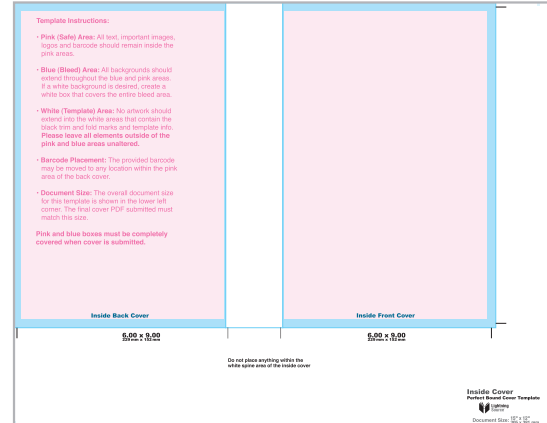 Template Instructions:
• Pink (Safe) Area: All text, important images,
logos and barcode should remain inside the
pink areas.
• Blue (Bleed) Area: All backgrounds should
extend throughout the blue and pink areas.
If a white background is desired, create a
white box that covers the entire bleed area.
• White (Template) Area: No artwork should
extend into the white areas that contain the
black trim and fold marks and template info.
Please leave all elements outside of the
pink and blue areas unaltered.
• Barcode Placement: The provided barcode
may be moved to any location within the pink
area of the back cover.
• Document Size: The overall document size
for this template is shown in the lower left
corner. The final cover PDF submitted must
match this size.
Pink and blue boxes must be completely
covered when cover is submitted.
Inside Back Cover
Inside Front Cover
6.00 x 9.00
229mm x 152mm
6.00 x 9.00
229mm x 152mm
Do not place anything within the
white spine area of the inside cover
Inside Cover
Perfect Bound Cover Template
Lightning
Source
Document Size: 15" x 12"